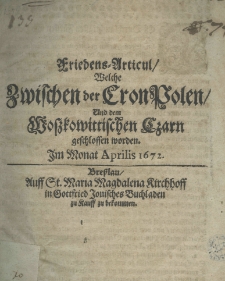 Friedens-Articul/
Welche
Zwischen der Cron Polen/
Und dem
Moßkowittischen Czarn
geschlossen worden.
Im Monat Aprilis 1672.
Breßlau/
Auff St. Maria Magdalena Kirchhoff
in Gottfried Jonisches Buchladen
zu Kauff zu bekommen.